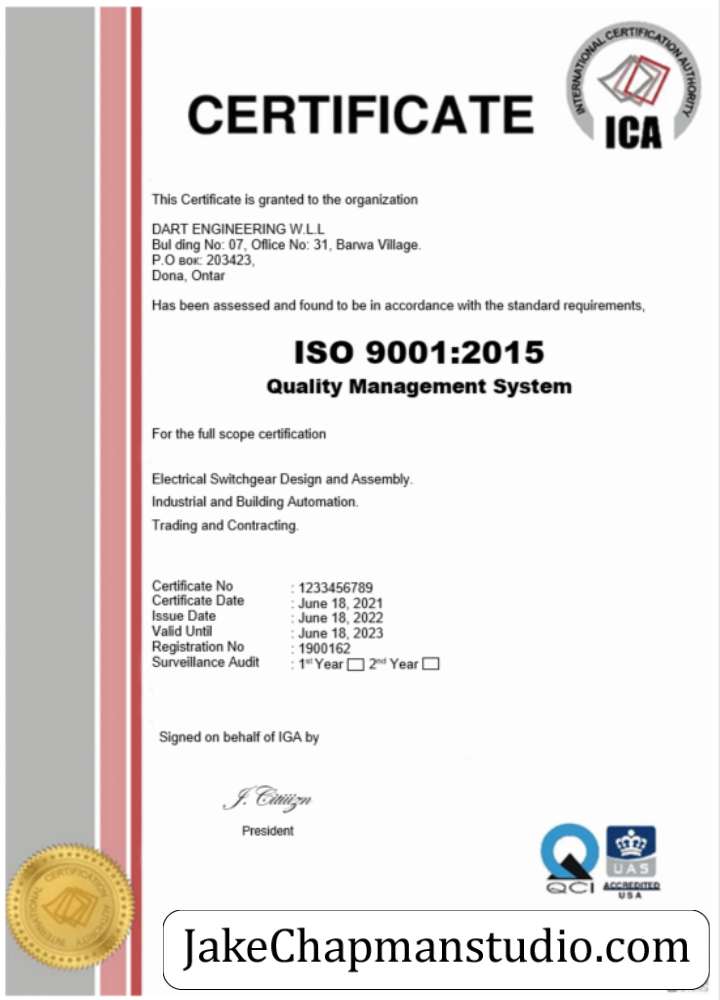 CERTIFICATE
INTERNATIONAL CERTIFICATION AUTHORITY
ICA
This Certificate is granted to the organization
DART ENGINEERING W.L.L
Bul ding No: 07, Oflice No: 31, Barwa Village.
P.O вок: 203423,
Dona, Ontar
Has been assessed and found to be in accordance with the standard requirements,
ISO 9001:2015
Quality Management System
For the full scope certification
Electrical Switchgear Design and Assembly.
Industrial and Building Automation.
Trading and Contracting.
Certificate No : 1233456789
Certificate Date : June 18, 2021
Issue Date : June 18, 2022
Valid Until : June 18, 2023
Registration No : 1900162
Surveillance Audit : 1st Year 2nd Year
Signed on behalf of IGA by
J. Citiiizn
President
INTERNATIONAL CERTIFICATION AUTHORITY
QCI
UAS
ACCREDITED
USA
JakeChapmanstudio.com